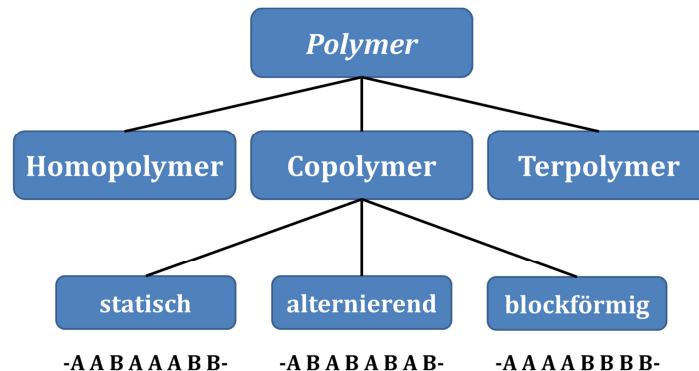 Polymer
Homopolymer Copolymer Terpolymer
statisch alternierend blockförmig
-A A B A A A B B- -A B A B A B A B- -A A A A B B B B-